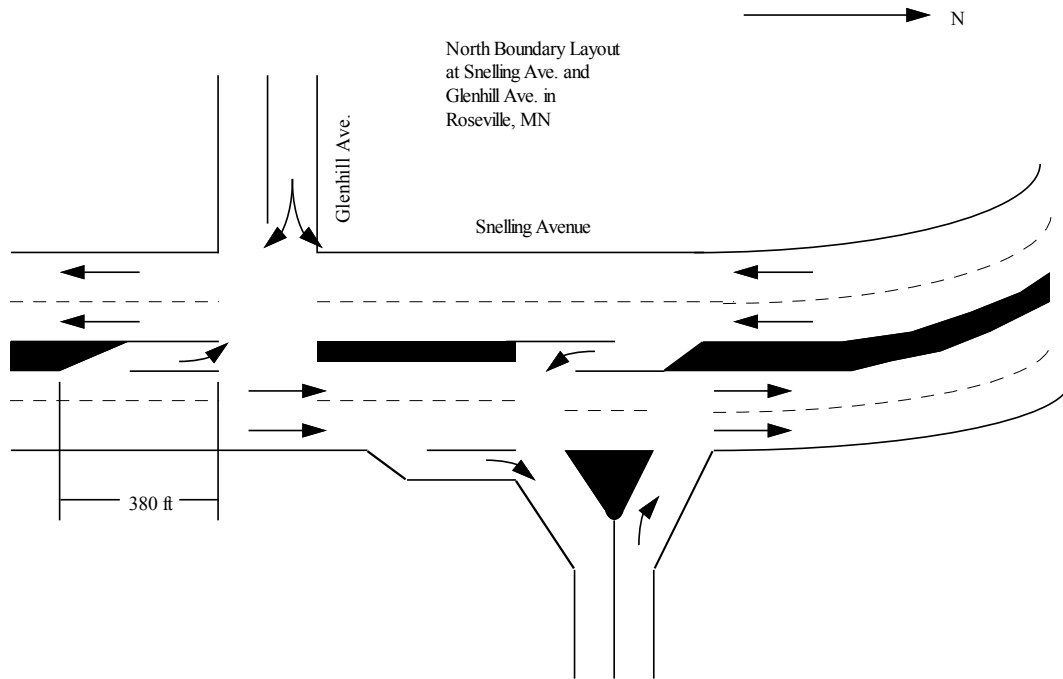 N
North Boundary Layout
at Snelling Ave. and
Glenhill Ave. in
Roseville, MN
Glenhill Ave.
Snelling Avenue
380 ft